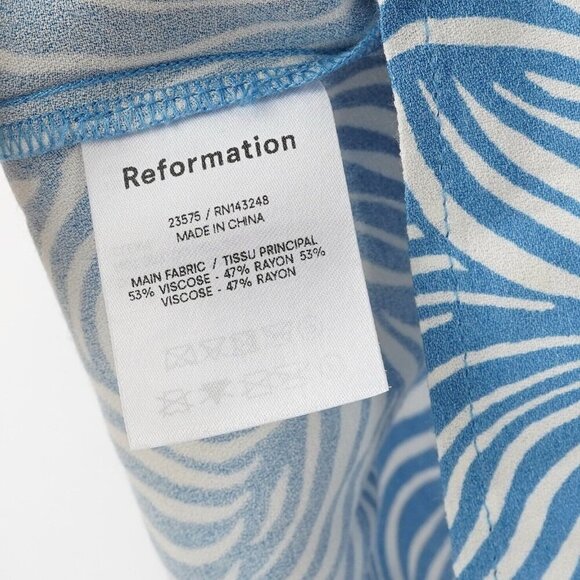 Reformation
23575 / RN143248
MADE IN CHINA
MAIN FABRIC / TISSU PRINCIPAL
53% VISCOSE - 47% RAYON 53%
VISCOSE - 47% RAYON